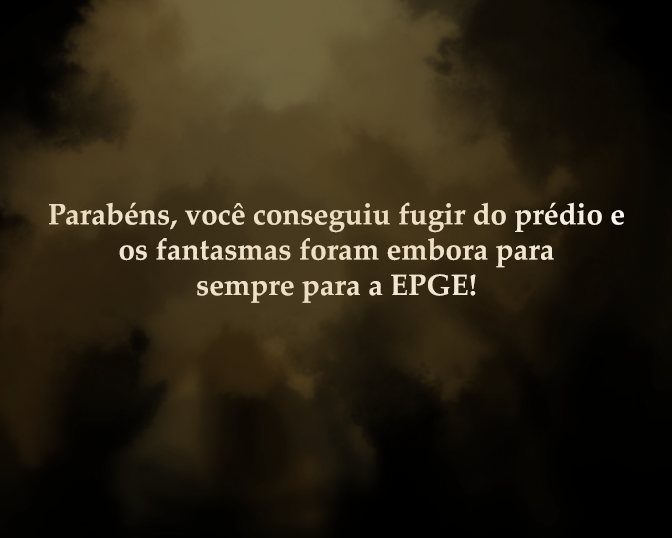 Parabéns, você conseguiu fugir do prédio e
os fantasmas foram embora para
sempre para a EPGE!